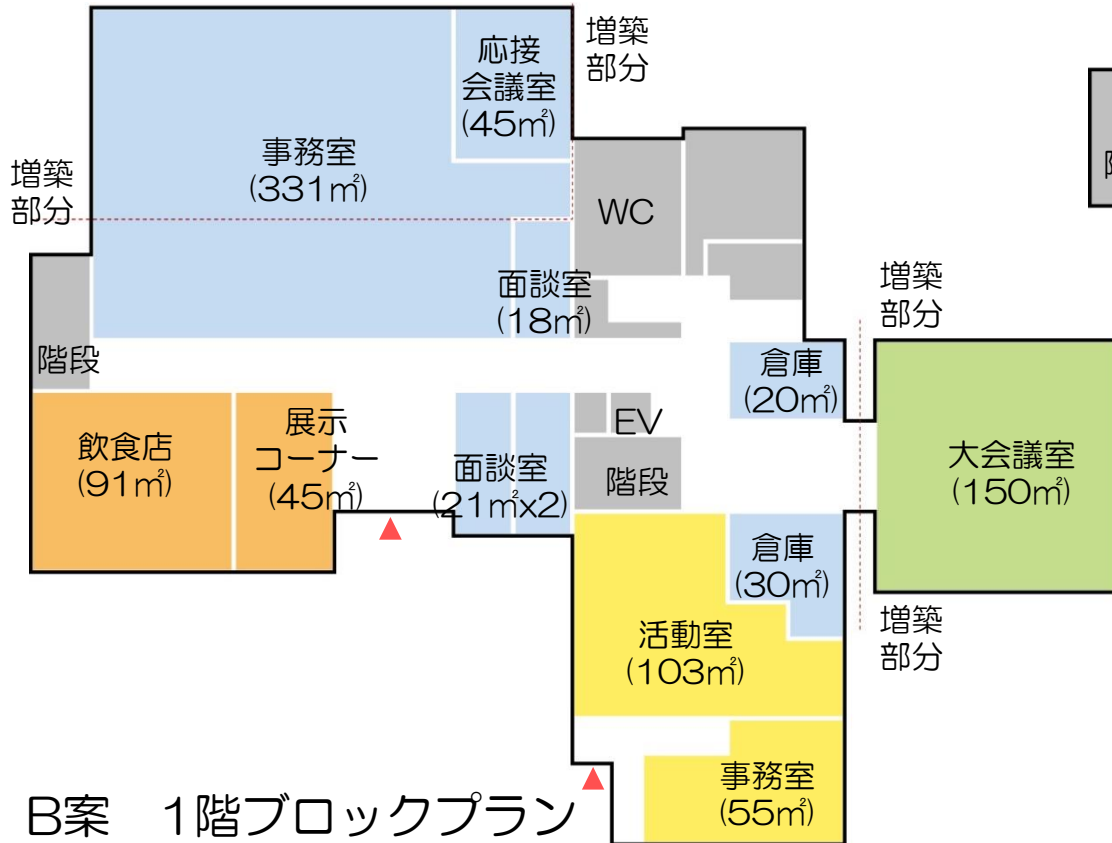 増築
部分
応接
会議室
(45㎡)
事務室
(331㎡)
増築
部分
WC
面談室
(18㎡)
増築
部分
階段
倉庫
(20㎡)
飲食店
(91㎡)
展示
コーナー
(45㎡)
面談室
(21㎡x2)
EV
階段
大会議室
(150㎡)
倉庫
(30㎡)
活動室
(103㎡)
増築
部分
事務室
(55㎡)
B案 1階ブロックプラン